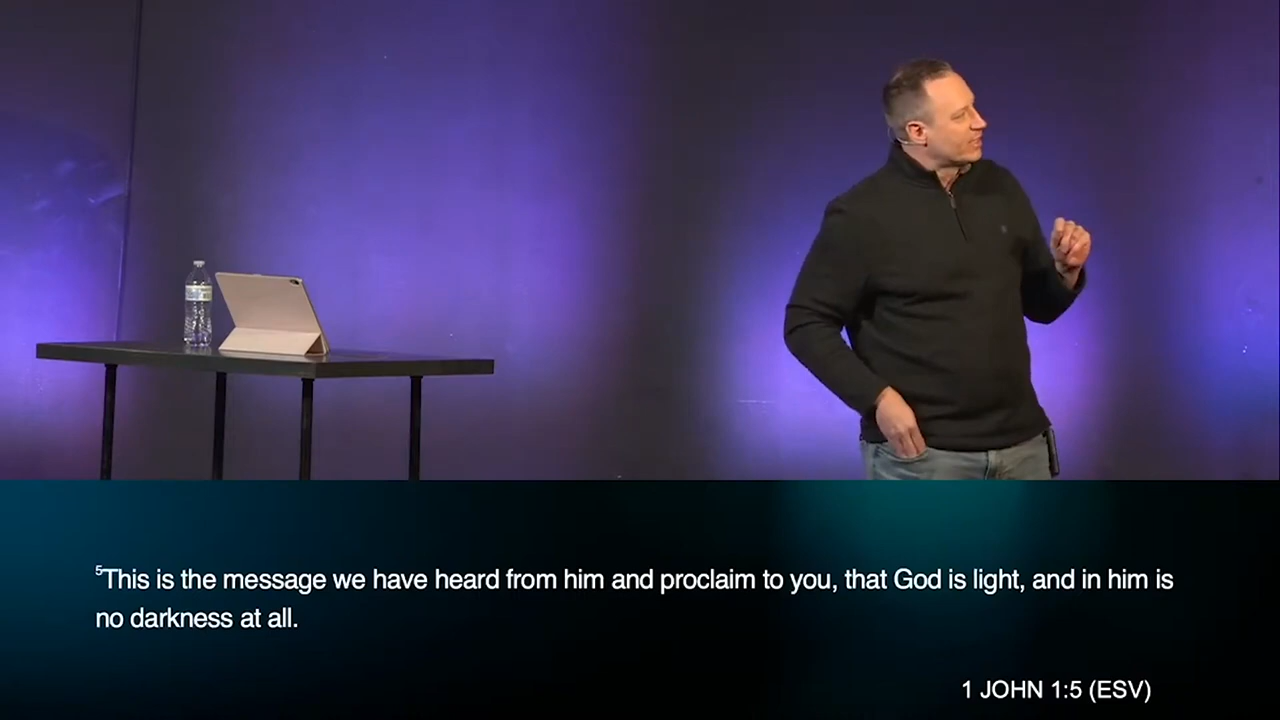 ⁵This is the message we have heard from him and proclaim to you, that God is light, and in him is
no darkness at all.
1 JOHN 1:5 (ESV)